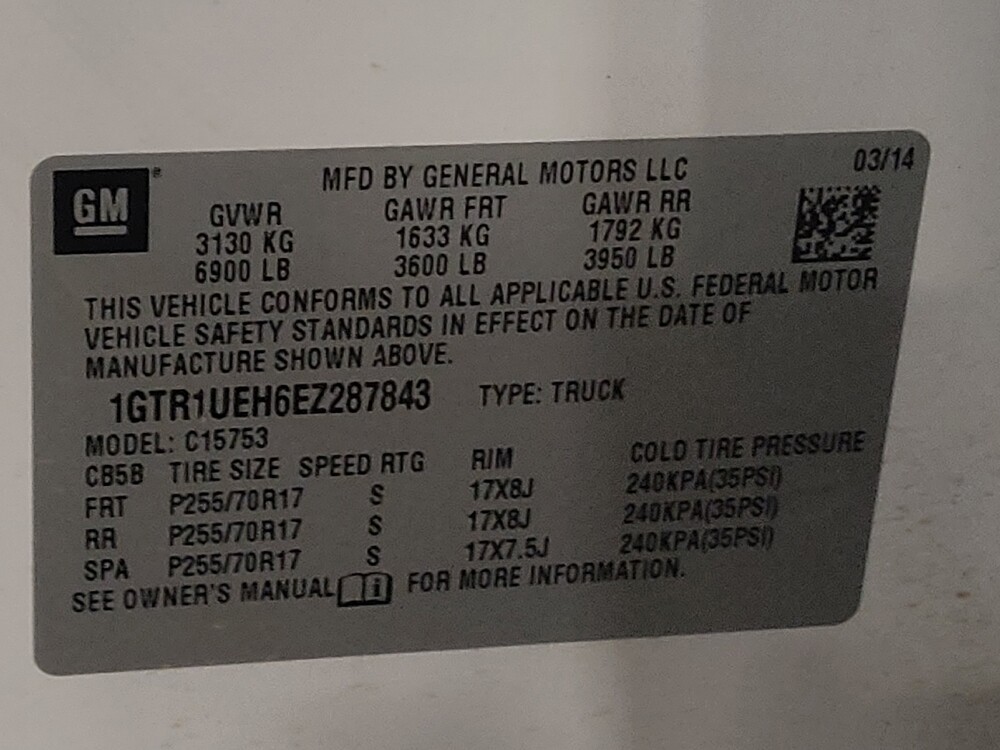 GM
MFD BY GENERAL MOTORS LLC 03/14
GVWR GAWR FRT GAWR RR
3130 KG 1633 KG 1792 KG
6900 LB 3600 LB 3950 LB
THIS VEHICLE CONFORMS TO ALL APPLICABLE U.S. FEDERAL MOTOR
VEHICLE SAFETY STANDARDS IN EFFECT ON THE DATE OF
MANUFACTURE SHOWN ABOVE.
1GTR1UEH6EZ287843 TYPE: TRUCK
MODEL: C15753
CB5B TIRE SIZE SPEED RTG RIM COLD TIRE PRESSURE
FRT P255/70R17 S 17X8J 240KPA(35PSI)
RR P255/70R17 S 17X8J 240KPA(35PSI)
SPA P255/70R17 S 17X7.5J 240KPA(35PSI)
SEE OWNER'S MANUAL FOR MORE INFORMATION.